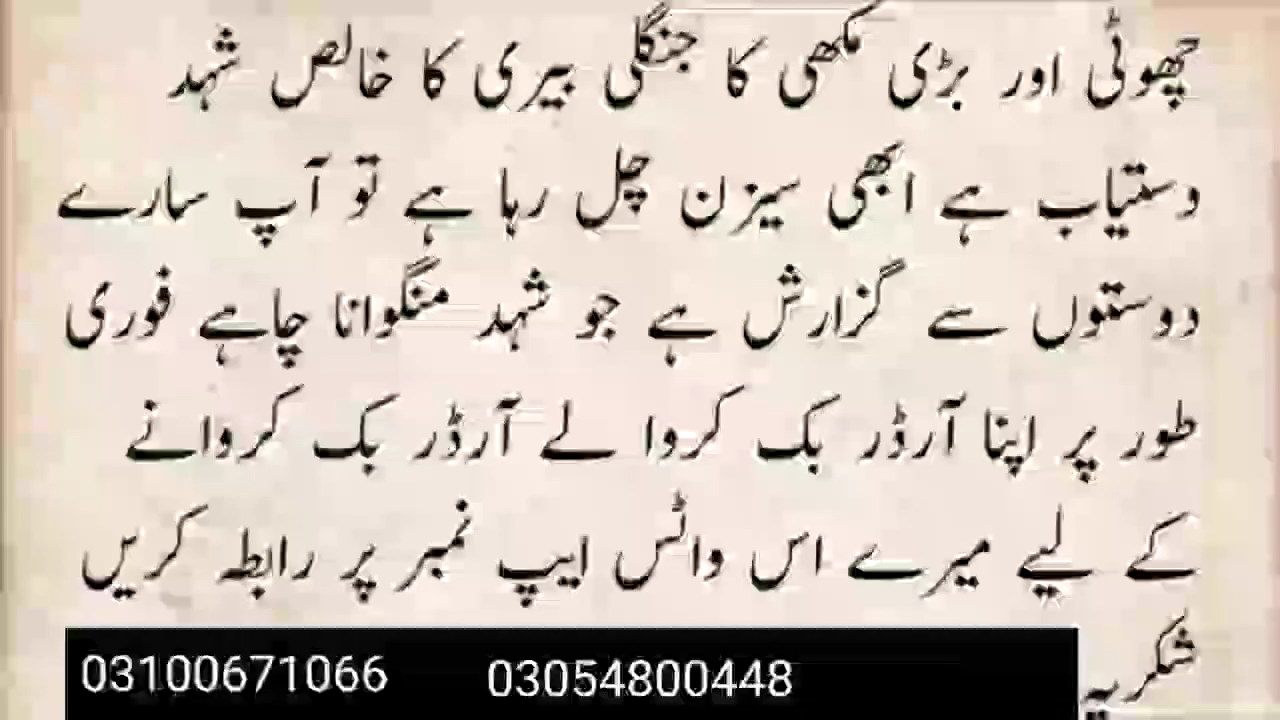 چھوٹی اور بڑی مکھی کا جنگلی بیری کا خالص شہد
دستیاب ہے ابھی سیزن چل رہا ہے تو آپ سارے
دوستوں سے گزارش ہے جو شہد منگوانا چاہے فوری
طور پر اپنا آرڈر بک کروا لے آرڈر بک کروانے
کے لیے میرے اس واٹس ایپ نمبر پر رابطہ کریں
شکریہ
03100671066 03054800448